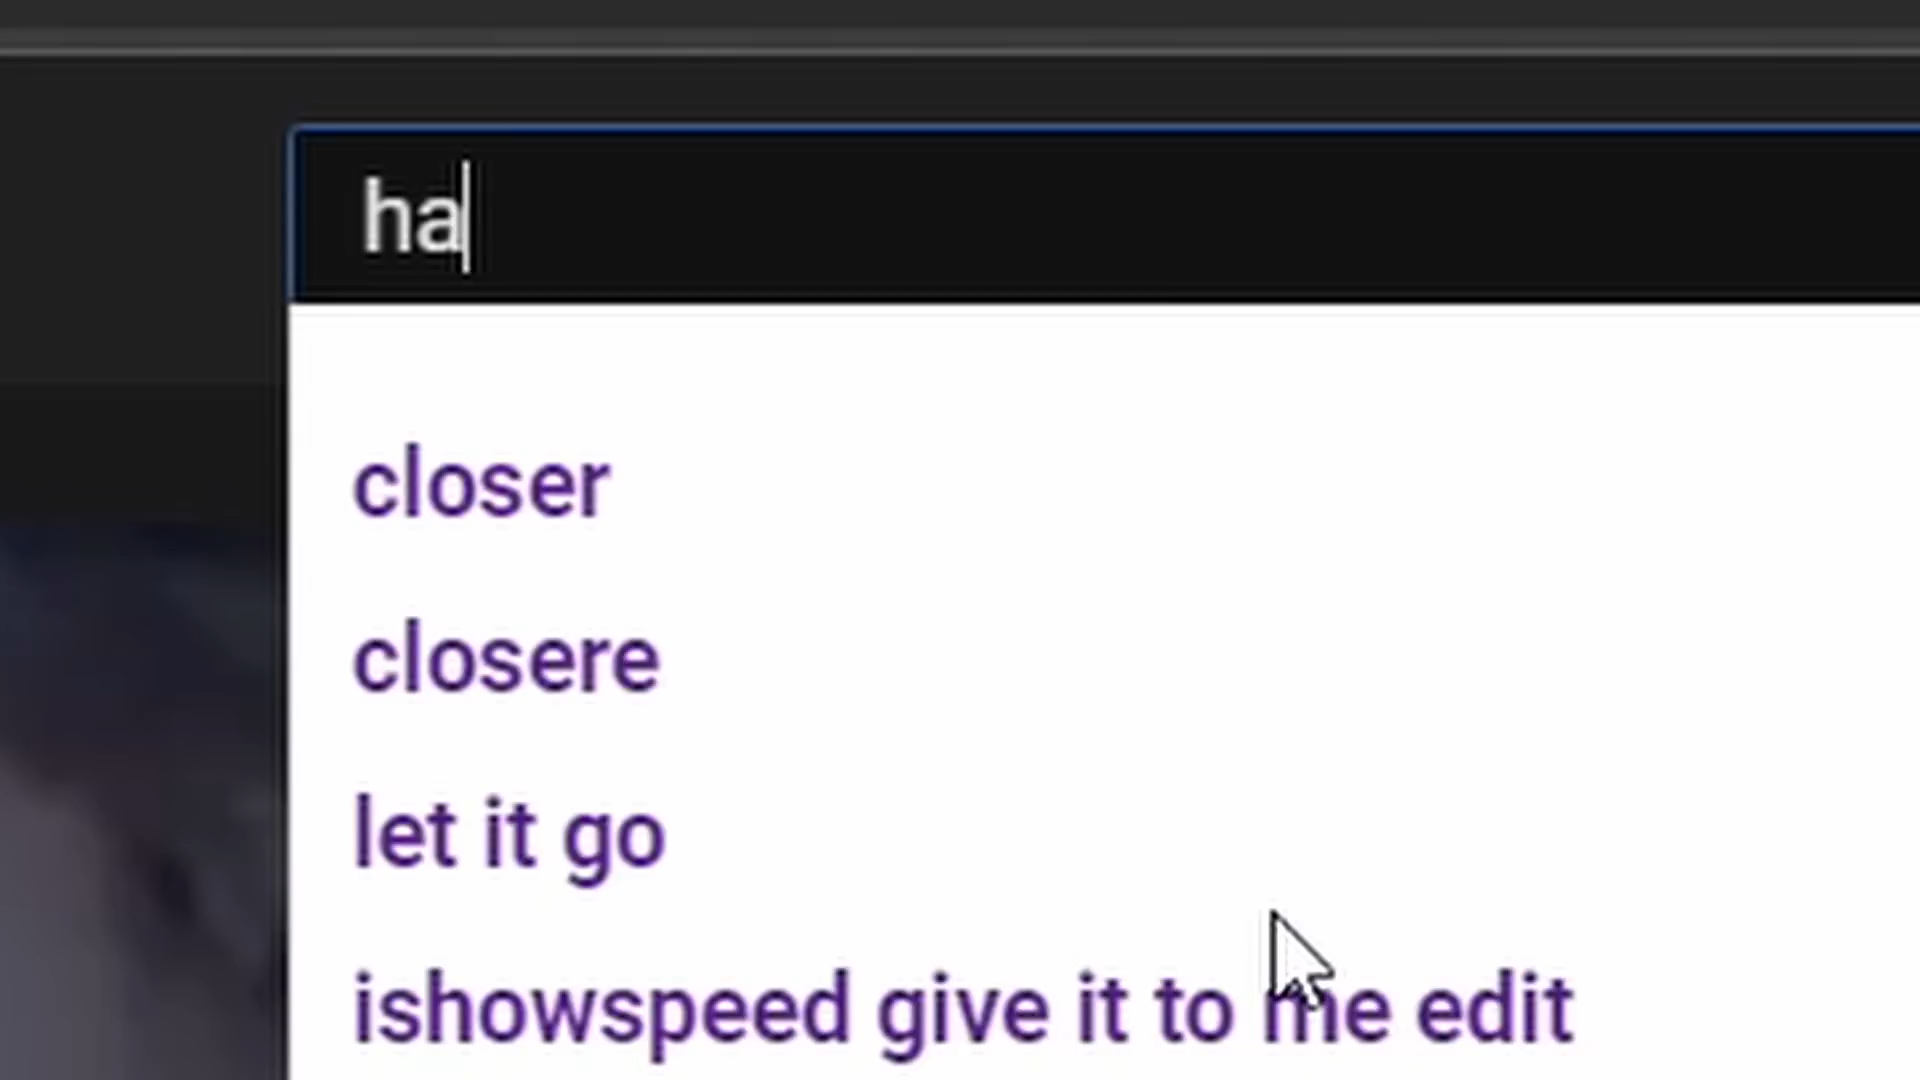 ha
closer
closere
let it go
ishowspeed give it to me edit